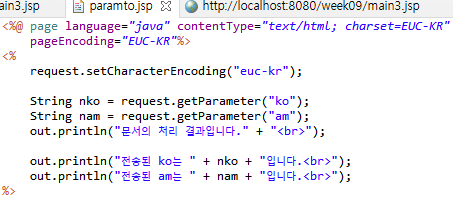 ain3.jsp paramto.jsp http://localhost:8080/week09/main3.jsp
<%@ page language="java" contentType="text/html; charset=EUC-KR"
pageEncoding="EUC-KR"%>
<%
request.setCharacterEncoding("euc-kr");
String nko = request.getParameter("ko");
String nam = request.getParameter("am");
out.println("문서의 처리 결과입니다." + "<br>");
out.println("전송된 ko는 " + nko + "입니다.<br>");
out.println("전송된 am는 " + nam + "입니다.<br>");
%>